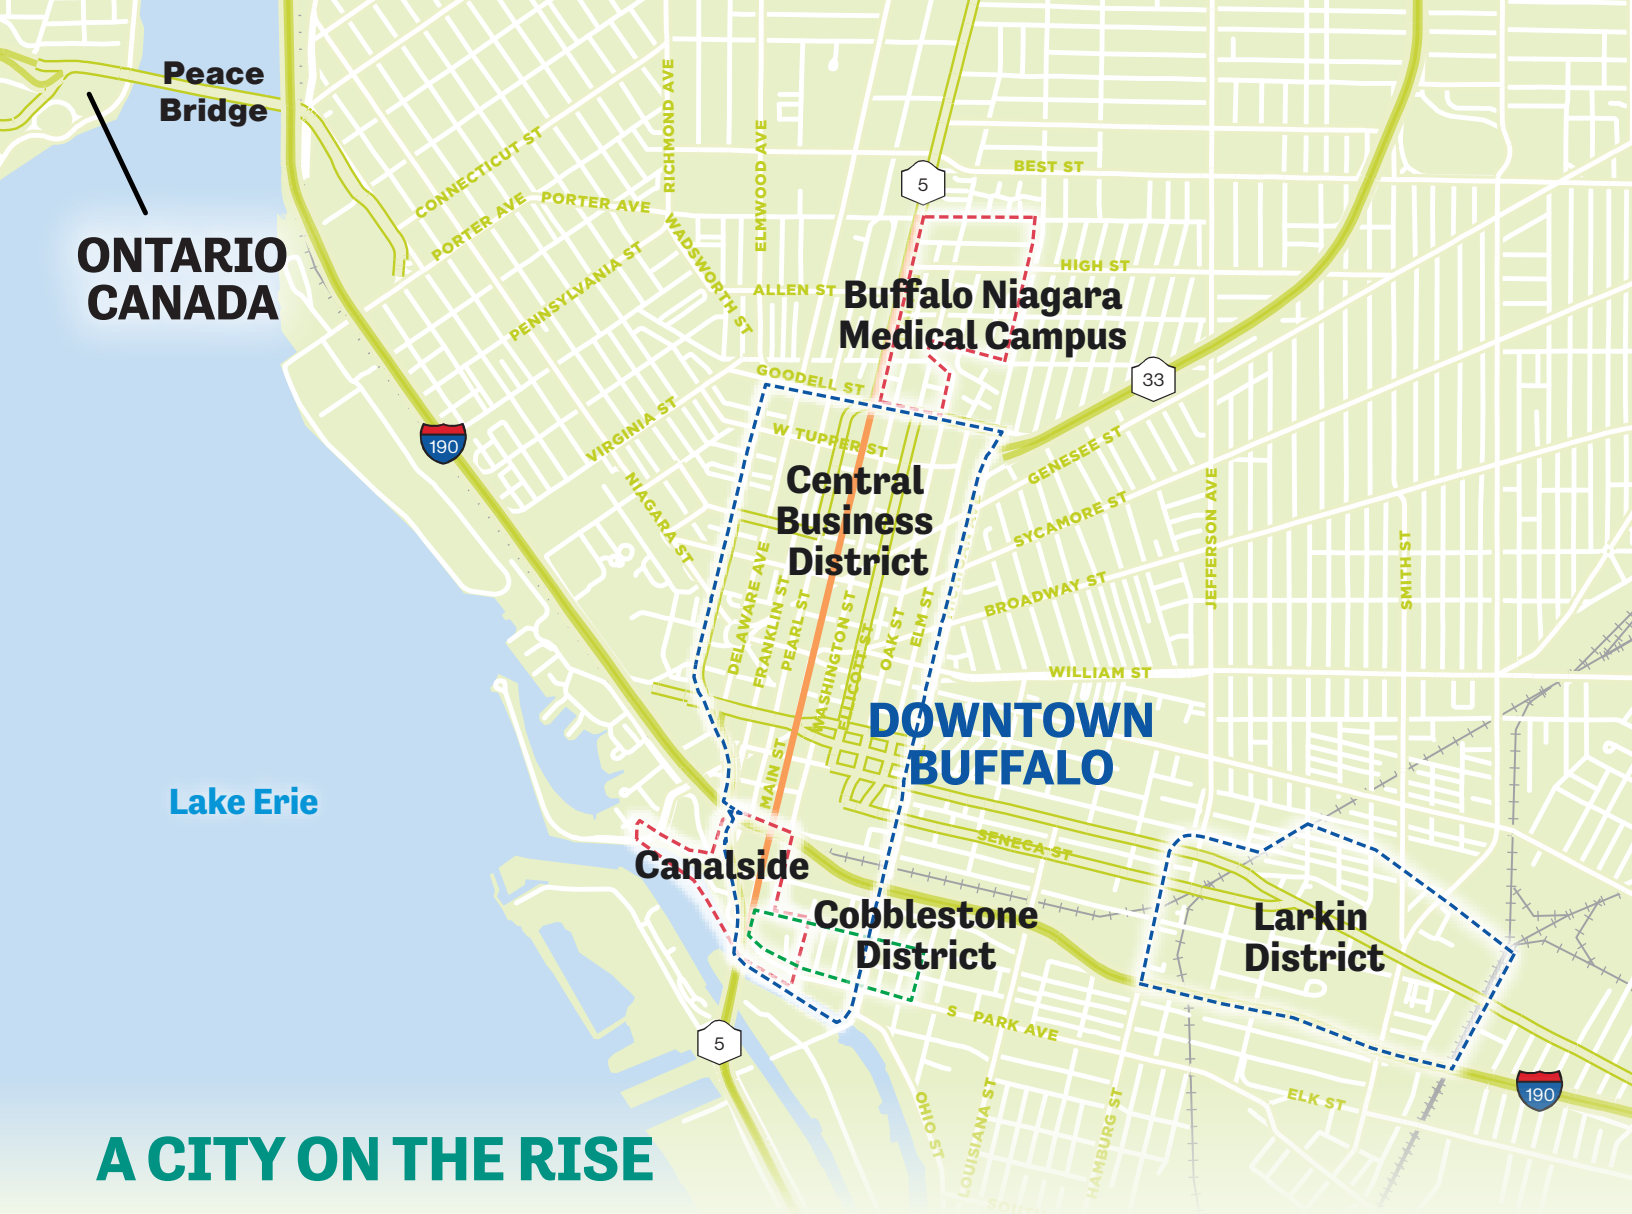 Peace
Bridge
ONTARIO
CANADA
CONNECTICUT ST
PORTER AVE
PORTER AVE
PENNSYLVANIA ST
RICHMOND AVE
ELMWOOD AVE
WADSWORTH ST
ALLEN ST
5
BEST ST
HIGH ST
Buffalo Niagara
Medical Campus
33
GOODELL ST
W TUPPER ST
VIRGINIA ST
NIAGARA ST
190
Central
Business
District
GENESEE ST
SYCAMORE ST
BROADWAY ST
JEFFERSON AVE
SMITH ST
DELAWARE AVE
FRANKLIN ST
PEARL ST
WASHINGTON ST
ELLICOTT ST
OAK ST
ELM ST
WILLIAM ST
DOWNTOWN
BUFFALO
MAIN ST
Lake Erie
SENECA ST
Canalside
Cobblestone
District
Larkin
District
S PARK AVE
5
OHIO ST
LOUISIANA ST
HAMBURG ST
ELK ST
190
A CITY ON THE RISE